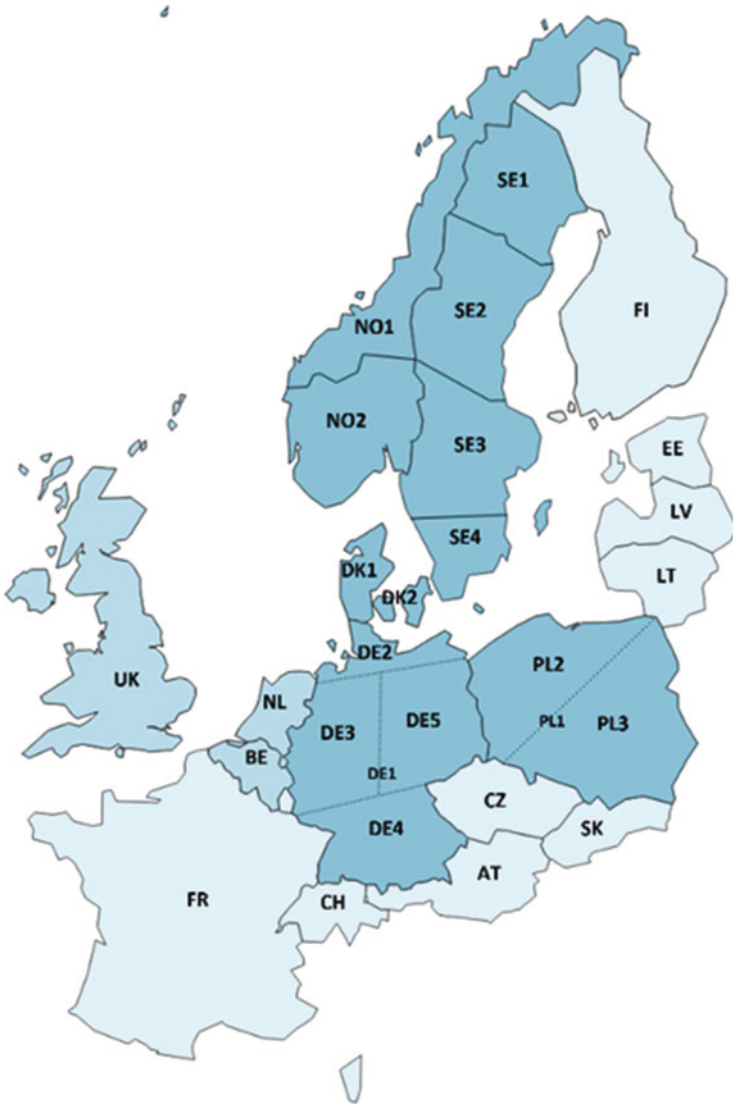 SE1
SE2
FI
NO1
NO2
SE3
EE
LV
SE4
LT
DK1
DK2
DE2
PL2
UK
NL
DE3
DE5
PL1
PL3
BE
DE1
CZ
DE4
SK
AT
FR
CH